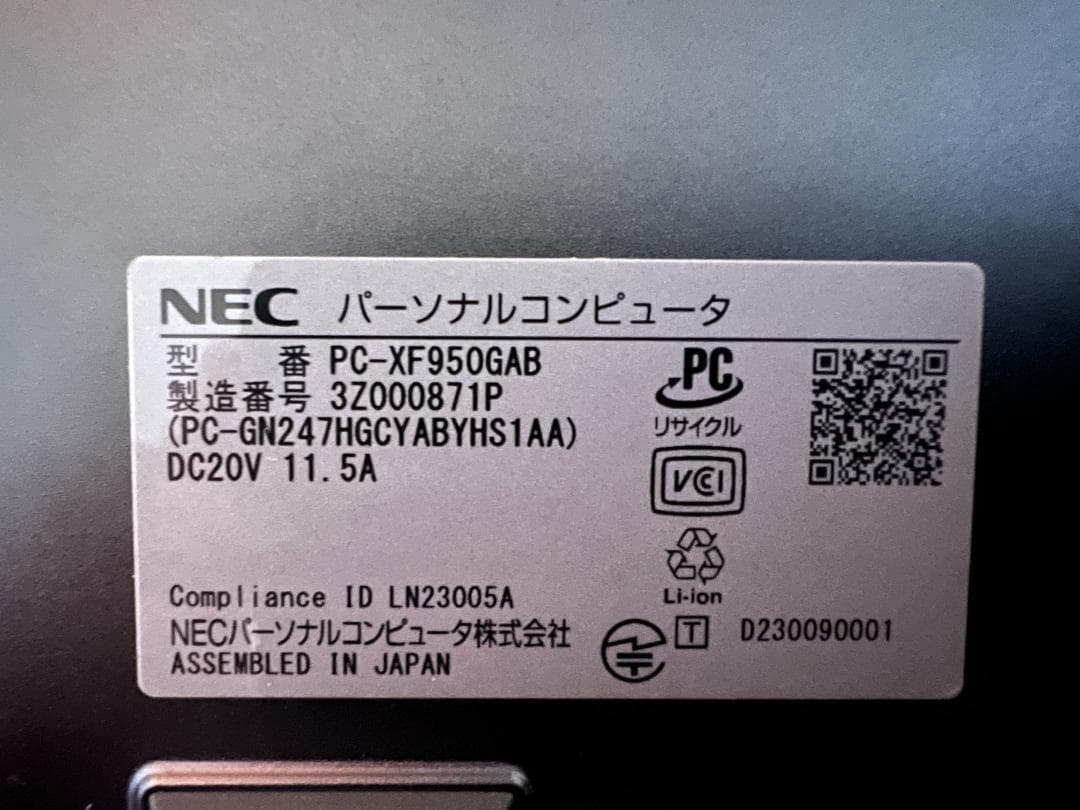 NEC パーソナルコンピュータ
型 番 PC-XF950GAB
製造番号 3Z000871P
(PC-GN247HGCYABYHS1AA)
DC20V 11.5A
PC
リサイクル
VCCI
Li-ion
Compliance ID LN23005A
NECパーソナルコンピュータ株式会社
ASSEMBLED IN JAPAN
T D230090001